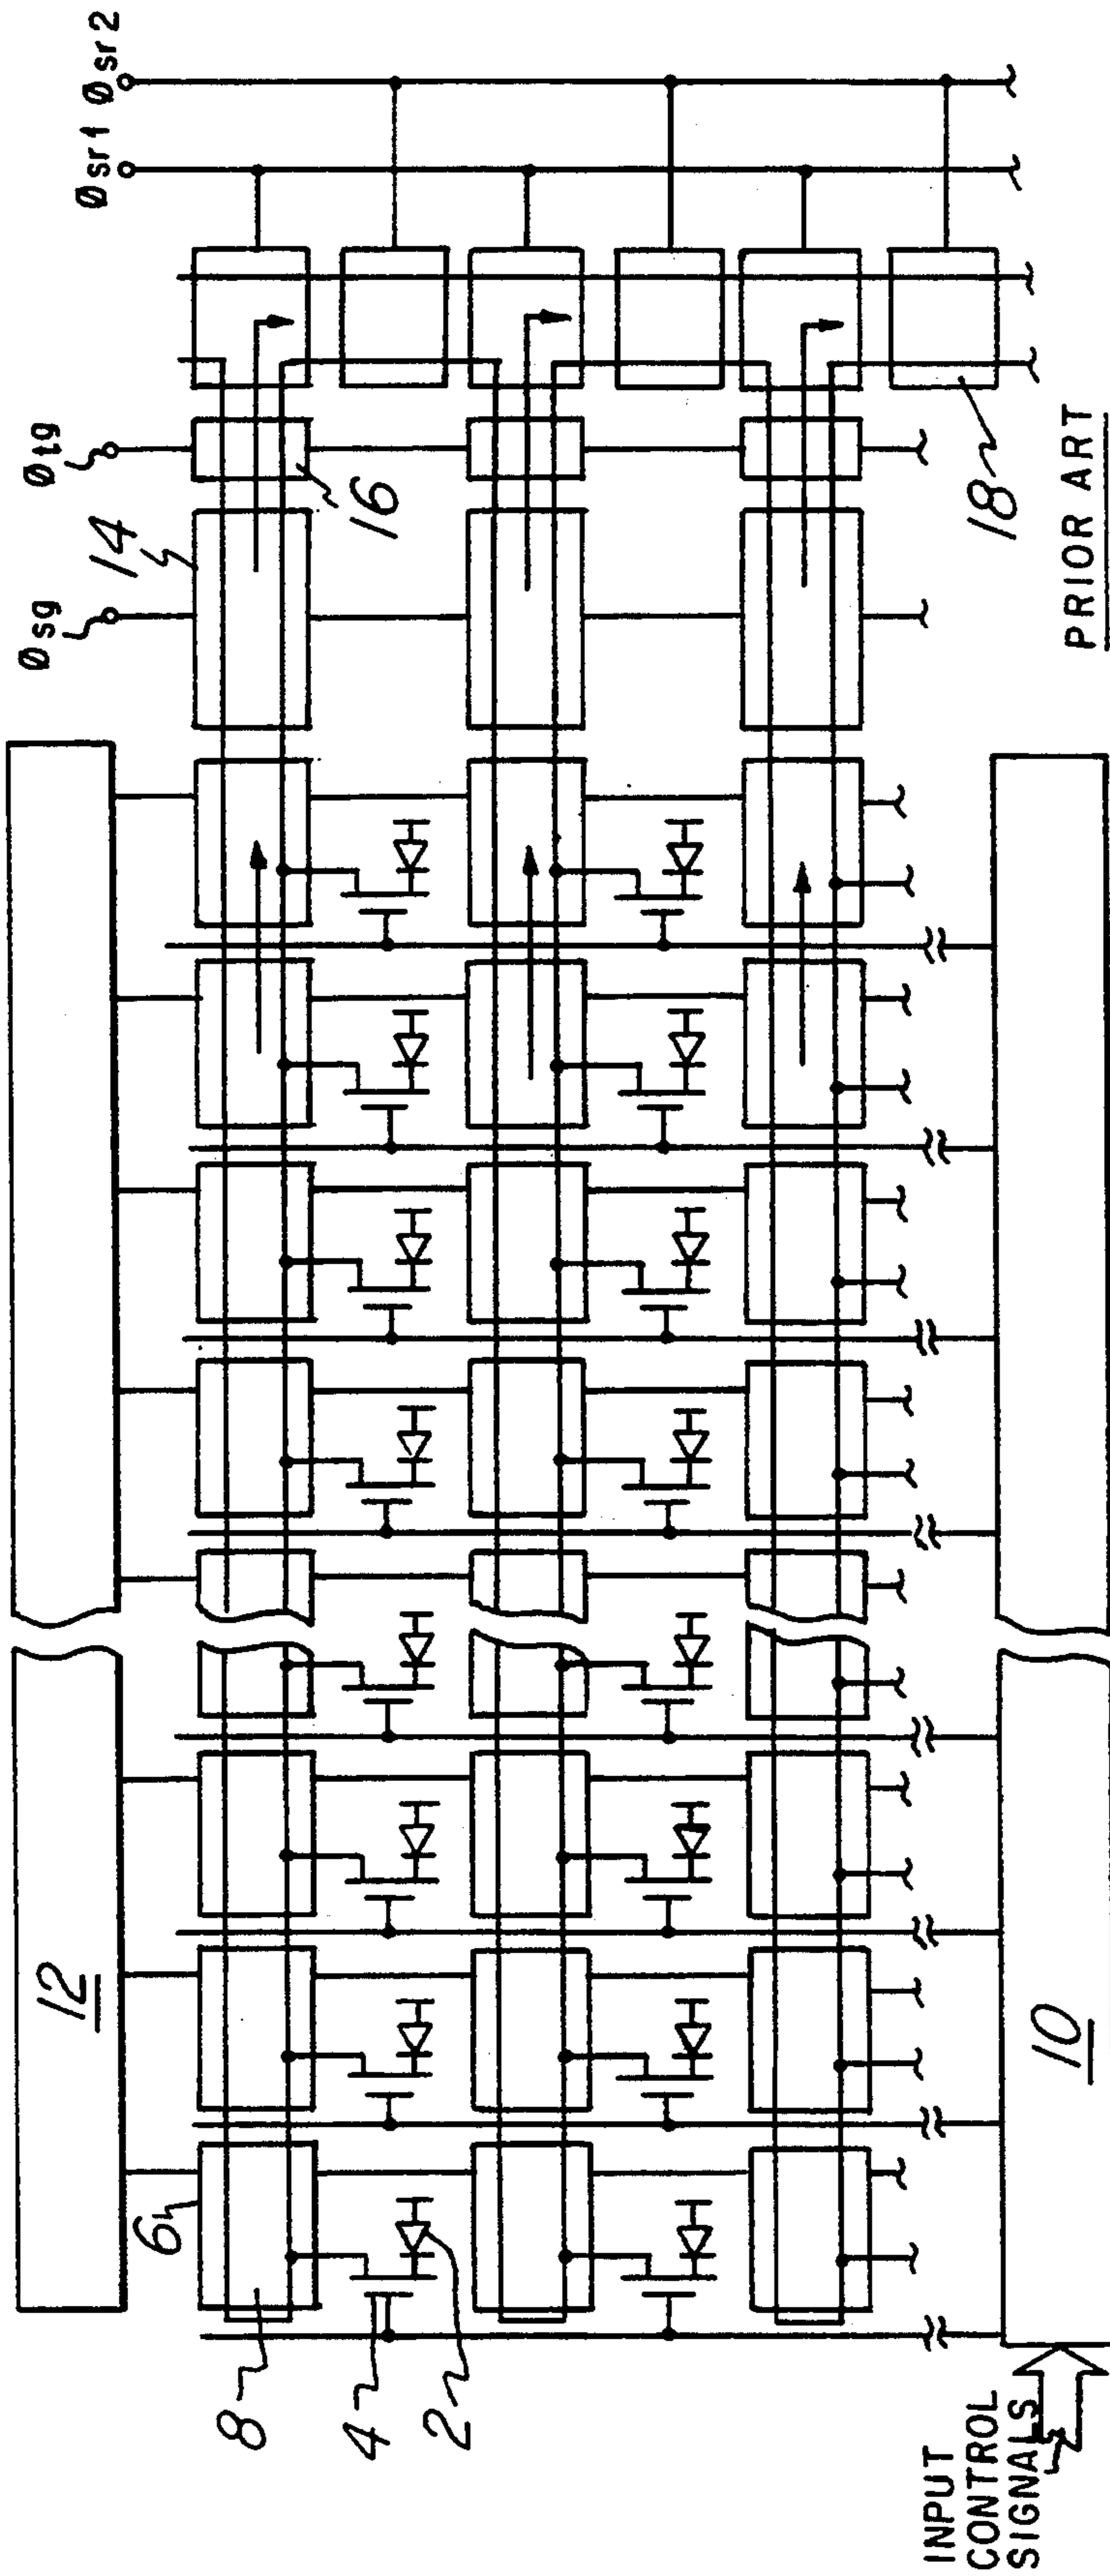 Øsg
Øtg
Øsr1
Øsr2
14
16
12
6
8
4
2
18
10
INPUT
CONTROL
SIGNALS
PRIOR ART